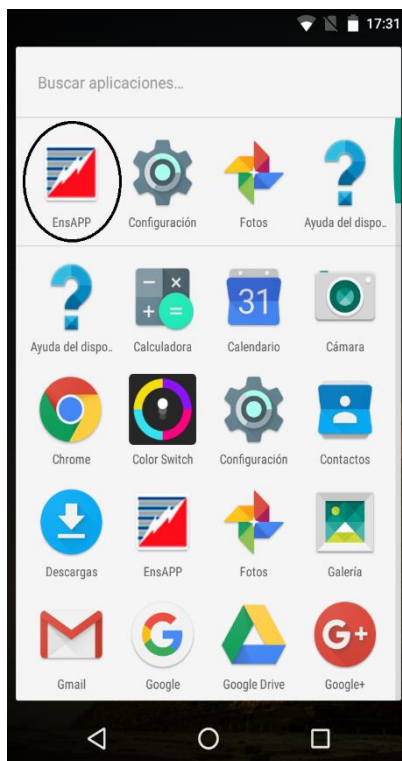 17:31
Buscar aplicaciones...
EnsAPP Configuración Fotos Ayuda del dispo..
Ayuda del dispo.. Calculadora Calendario Cámara
31
Chrome Color Switch Configuración Contactos
Descargas EnsAPP Fotos Galería
G+
Gmail Google Google Drive Google+